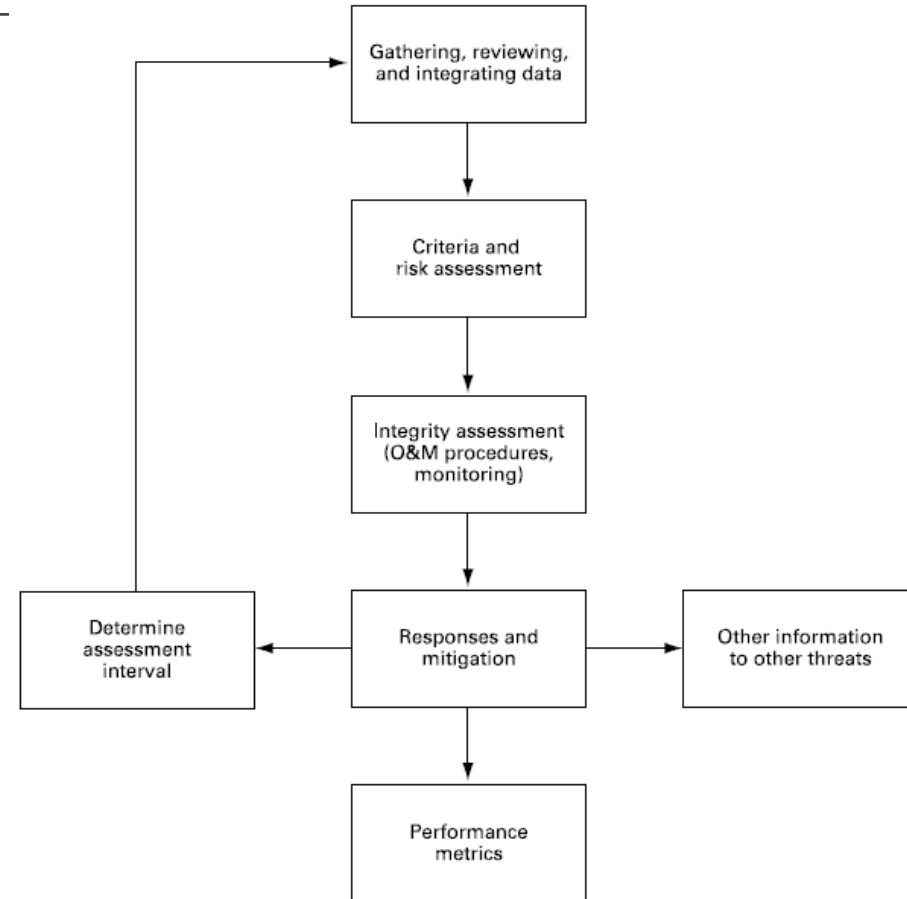 Gathering, reviewing,
and integrating data
Criteria and
risk assessment
Integrity assessment
(O&M procedures,
monitoring)
Determine
assessment
interval
Responses and
mitigation
Other information
to other threats
Performance
metrics